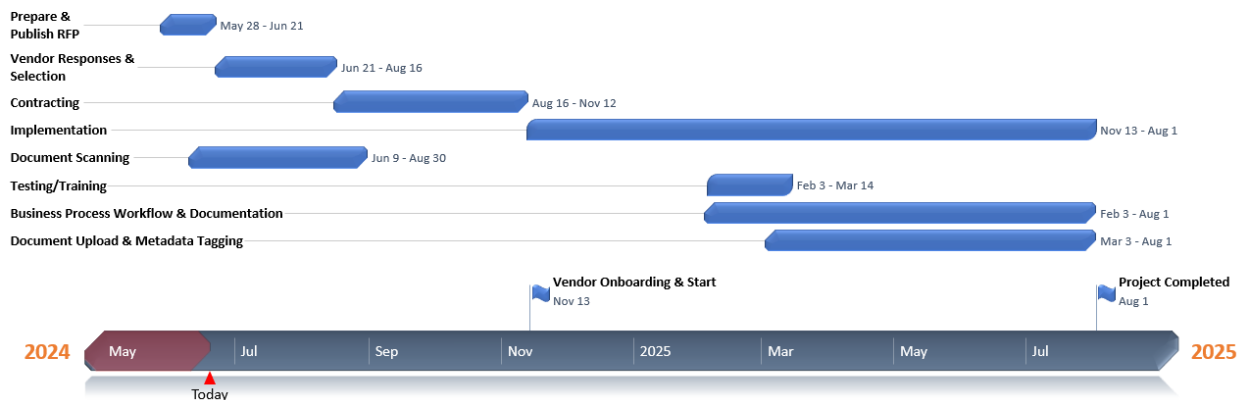 Prepare &
Publish RFP
May 28 - Jun 21
Vendor Responses &
Selection
Jun 21 - Aug 16
Contracting
Aug 16 - Nov 12
Implementation
Nov 13 - Aug 1
Document Scanning
Jun 9 - Aug 30
Testing/Training
Feb 3 - Mar 14
Business Process Workflow & Documentation
Feb 3 - Aug 1
Document Upload & Metadata Tagging
Mar 3 - Aug 1
Vendor Onboarding & Start
Nov 13
Project Completed
Aug 1
2024
May
Jul
Sep
Nov
2025
Mar
May
Jul
2025
Today